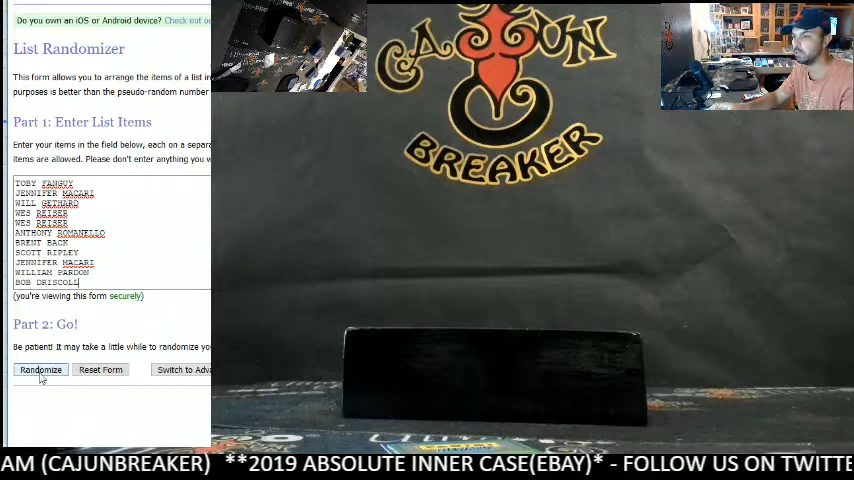 Do you own an iOS or Android device? Check out ou
List Randomizer
This form allows you to arrange the items of a list in
purposes is better than the pseudo-random number
Part 1: Enter List Items
Enter your items in the field below, each on a separa
items are allowed. Please don't enter anything you w
TOBY FANGUY
JENNIFER MACARI
WILL GETHARD
WES REISER
WES REISER
ANTHONY ROMANELLO
BRENT BACK
SCOTT RIPLEY
JENNIFER MACARI
WILLIAM PARDON
BOB DRISCOLL
(you're viewing this form securely)
Part 2: Go!
Be patient! It may take a little while to randomize yo
Randomize
Reset Form
Switch to Adva
CAJUN
BREAKER
AM (CAJUNBREAKER) **2019 ABSOLUTE INNER CASE(EBAY)* - FOLLOW US ON TWITTE